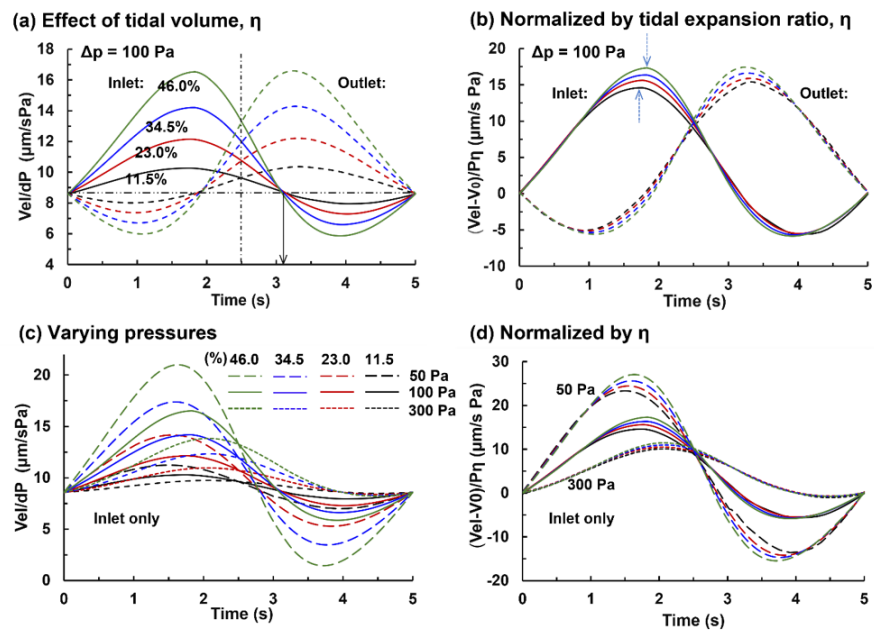 (a) Effect of tidal volume, η
Δp = 100 Pa
Inlet:
Outlet:
46.0%
34.5%
23.0%
11.5%
Vel/dP (μm/sPa)
18
16
14
12
10
8
6
4
0 1 2 3 4 5
Time (s)
(b) Normalized by tidal expansion ratio, η
Δp = 100 Pa
Inlet:
Outlet:
(Vel-V0)/Pη (μm/s Pa)
20
15
10
5
0
-5
-10
0 1 2 3 4 5
Time (s)
(c) Varying pressures
(%) 46.0 34.5 23.0 11.5
50 Pa
100 Pa
300 Pa
Inlet only
Vel/dP (μm/sPa)
20
15
10
5
0
0 1 2 3 4 5
Time (s)
(d) Normalized by η
50 Pa
300 Pa
Inlet only
(Vel-V0)/Pη (μm/s Pa)
30
20
10
0
-10
-20
0 1 2 3 4 5
Time (s)